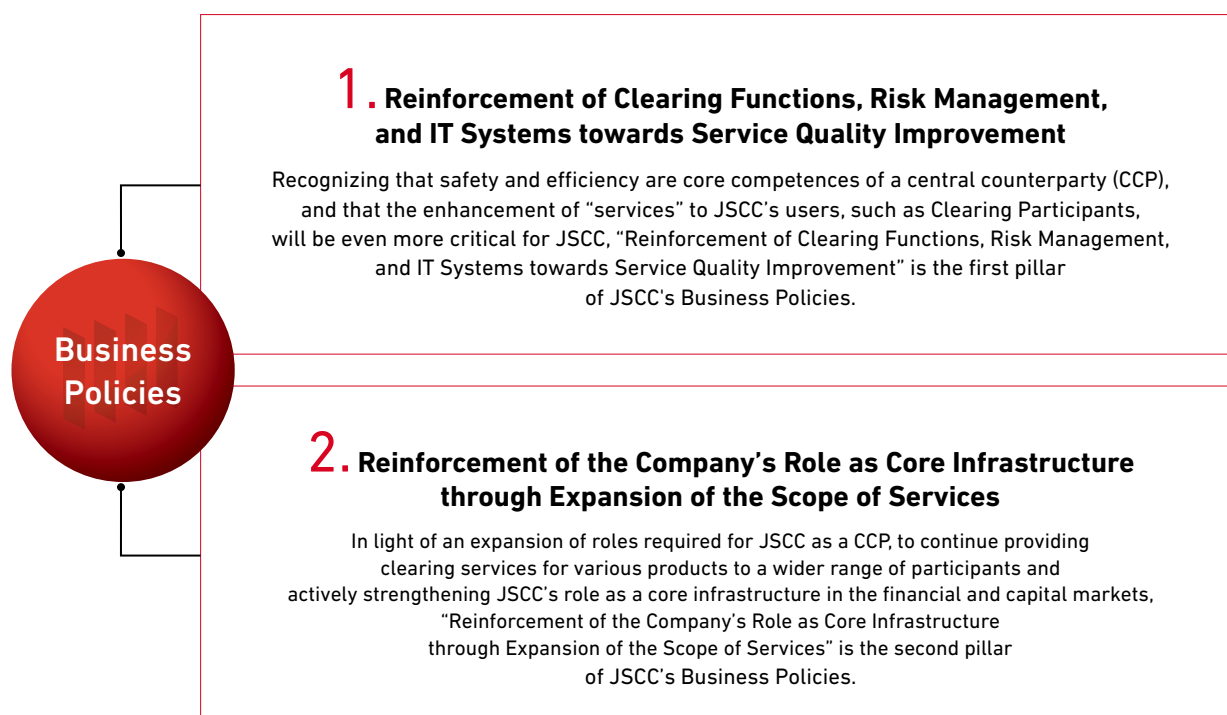 Business
Policies
1. Reinforcement of Clearing Functions, Risk Management,
and IT Systems towards Service Quality Improvement
Recognizing that safety and efficiency are core competences of a central counterparty (CCP),
and that the enhancement of “services” to JSCC’s users, such as Clearing Participants,
will be even more critical for JSCC, “Reinforcement of Clearing Functions, Risk Management,
and IT Systems towards Service Quality Improvement” is the first pillar
of JSCC's Business Policies.
2. Reinforcement of the Company’s Role as Core Infrastructure
through Expansion of the Scope of Services
In light of an expansion of roles required for JSCC as a CCP, to continue providing
clearing services for various products to a wider range of participants and
actively strengthening JSCC’s role as a core infrastructure in the financial and capital markets,
“Reinforcement of the Company’s Role as Core Infrastructure
through Expansion of the Scope of Services” is the second pillar
of JSCC’s Business Policies.